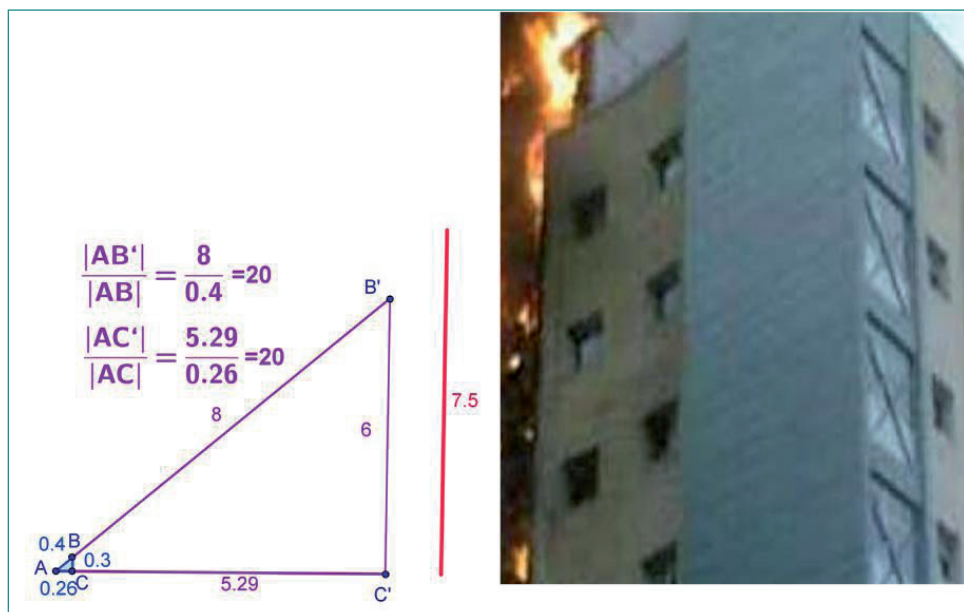 |AB‘| / |AB| = 8 / 0.4 =20
|AC‘| / |AC| = 5.29 / 0.26 =20
B'
8
6
7.5
0.4
B
A
0.3
0.26
C
5.29
C'